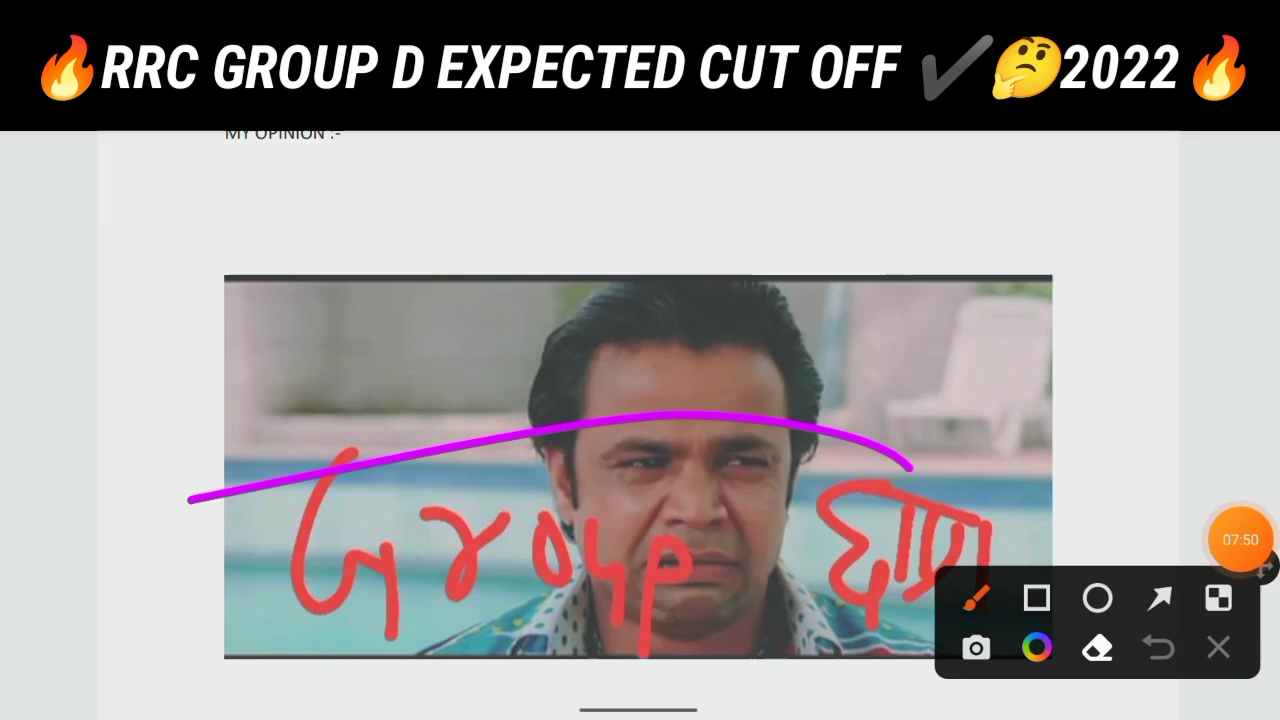 🔥RRC GROUP D EXPECTED CUT OFF ✔️🤔2022🔥
MY OPINION :-
Group छात्र
07:50